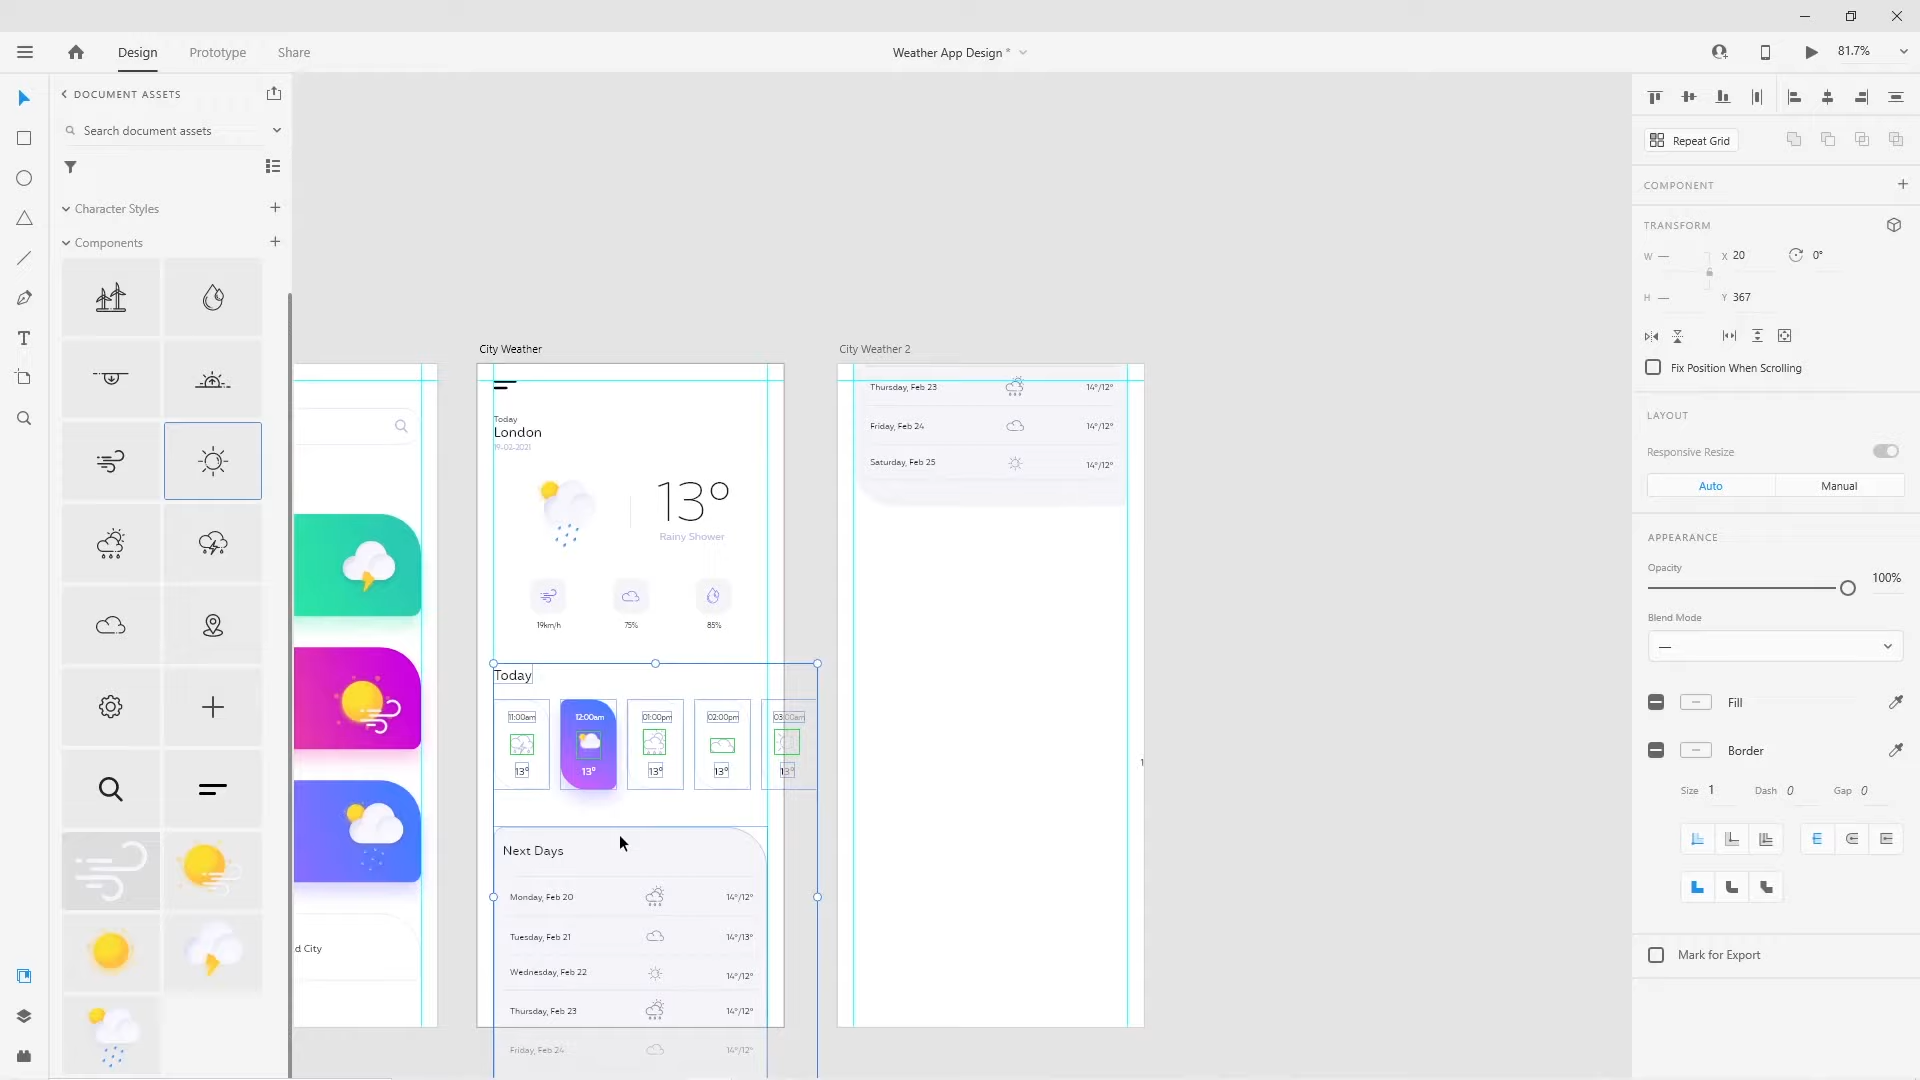 Design
Prototype
Share
Weather App Design *
81.7%
DOCUMENT ASSETS
Search document assets
Character Styles
Components
d City
City Weather
Today
London
19-02-2021
13°
Rainy Shower
19km/h
75%
85%
Today
11:00am
12:00am
01:00pm
02:00pm
03:00am
13°
13°
13°
13°
13°
Next Days
Monday, Feb 20
14°/12°
Tuesday, Feb 21
14°/13°
Wednesday, Feb 22
14°/12°
Thursday, Feb 23
14°/12°
Friday, Feb 24
14°/12°
City Weather 2
Thursday, Feb 23
14°/12°
Friday, Feb 24
14°/12°
Saturday, Feb 25
14°/12°
1
Repeat Grid
COMPONENT
TRANSFORM
W —
X 20
0°
H —
Y 367
Fix Position When Scrolling
LAYOUT
Responsive Resize
Auto
Manual
APPEARANCE
Opacity
100%
Blend Mode
—
Fill
Border
Size 1
Dash 0
Gap 0
Mark for Export